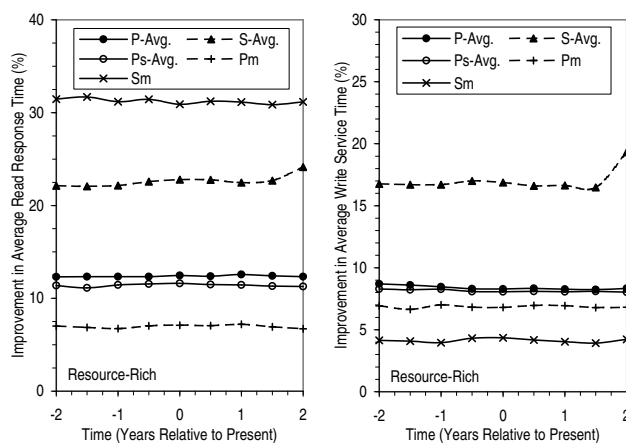 Improvement in Average Read Response Time (%)
40
30
20
10
0
P-Avg.
S-Avg.
Ps-Avg.
Pm
Sm
Resource-Rich
-2
-1
0
1
2
Time (Years Relative to Present)
Improvement in Average Write Service Time (%)
30
25
20
15
10
5
0
P-Avg.
S-Avg.
Ps-Avg.
Pm
Sm
Resource-Rich
-2
-1
0
1
2
Time (Years Relative to Present)